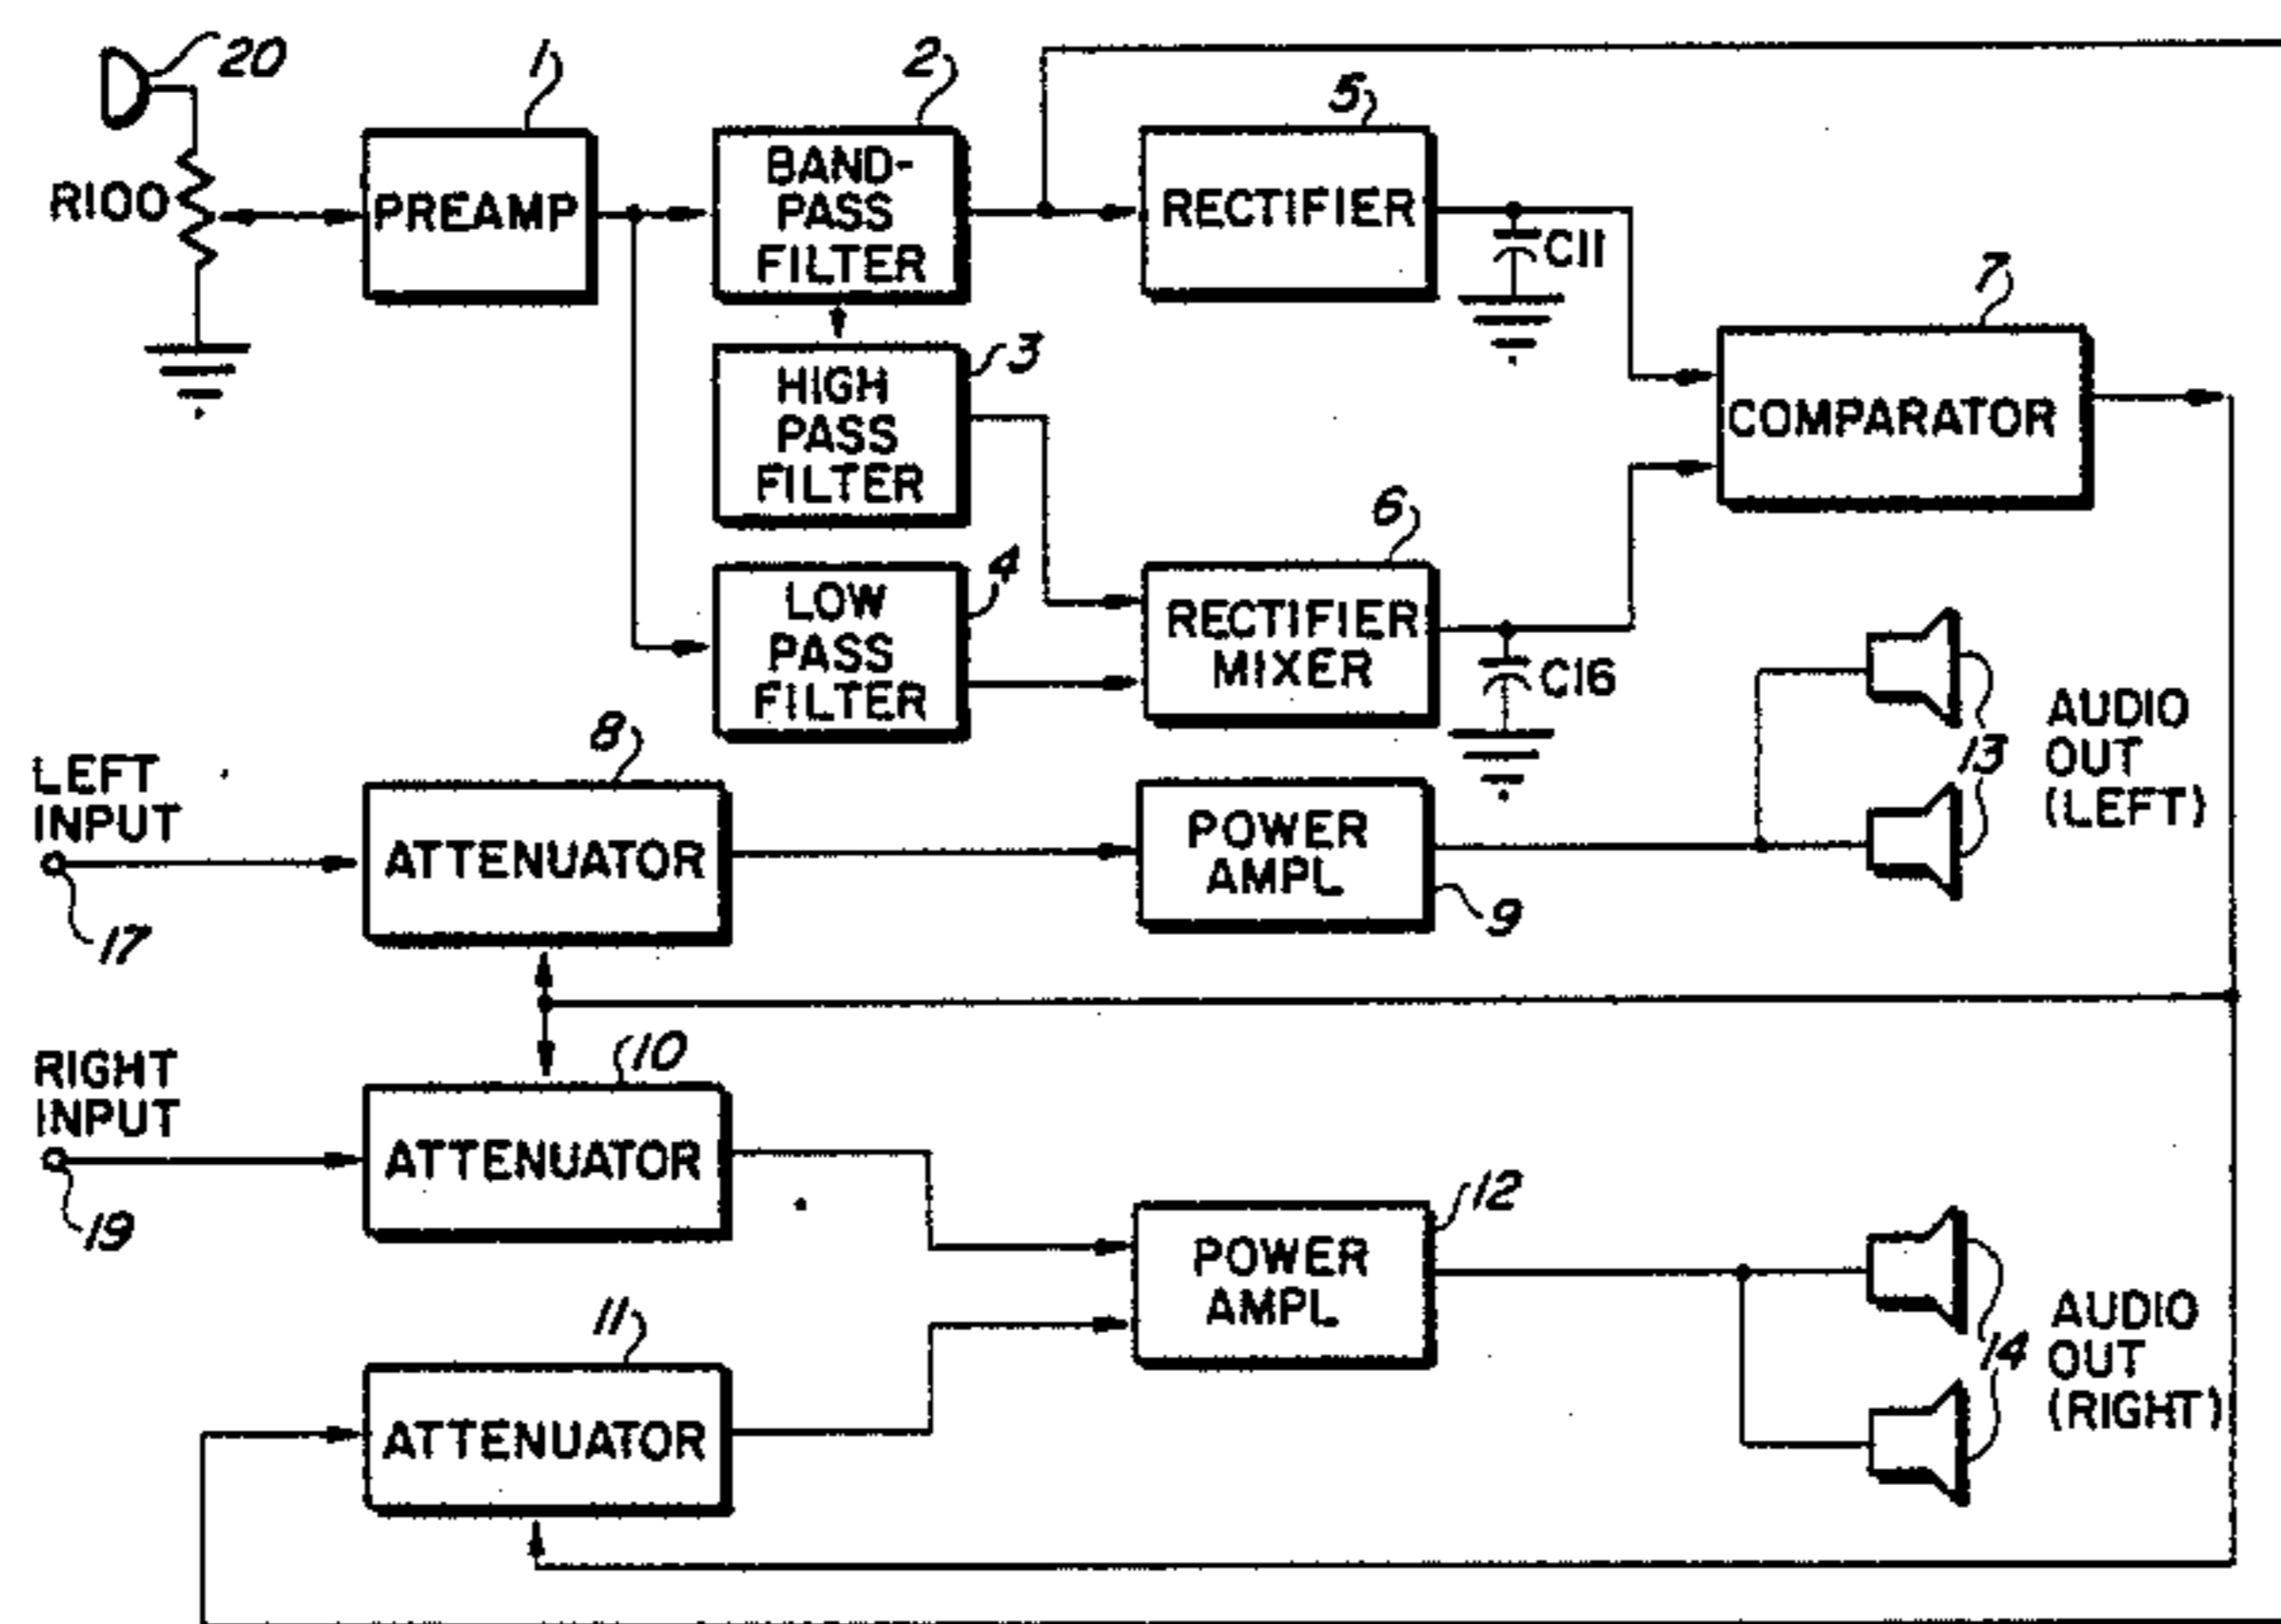 20
1
2
5
R100
PREAMP
BAND-
PASS
FILTER
RECTIFIER
C11
7
3
HIGH
PASS
FILTER
COMPARATOR
6
4
LOW
PASS
FILTER
RECTIFIER
MIXER
C16
13
AUDIO
OUT
(LEFT)
8
LEFT
INPUT
17
ATTENUATOR
POWER
AMPL
9
10
RIGHT
INPUT
19
ATTENUATOR
12
POWER
AMPL
11
ATTENUATOR
14
AUDIO
OUT
(RIGHT)